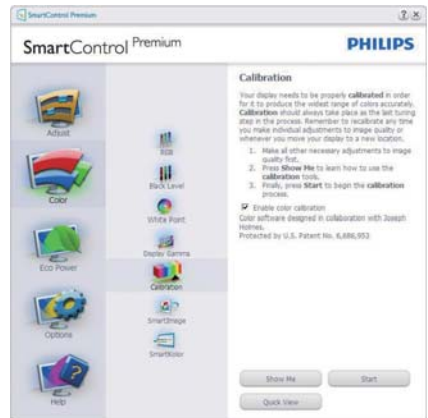 SmartControl Premium
SmartControl Premium
PHILIPS
Adjust
Color
Eco Power
Options
Help
RGB
Black Level
White Point
Display Gamma
Calibration
SmartImage
SmartKolor
Calibration
Your display needs to be properly calibrated in order
for it to produce the widest range of colors accurately.
Calibration should always take place as the last tuning
step in the process. Remember to recalibrate any time
you make individual adjustments to image quality or
whenever you move your display to a new location.
1. Make all other necessary adjustments to image
quality first.
2. Press Show Me to learn how to use the
calibration tools.
3. Finally, press Start to begin the calibration
process.
Enable color calibration
Color software designed in collaboration with Joseph
Holmes.
Protected by U.S. Patent No. 6,686,953
Show Me
Start
Quick View